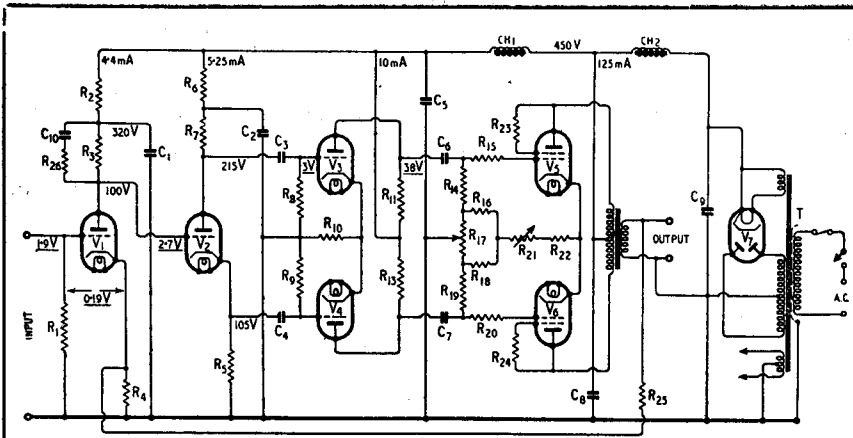 CH1
450V
CH2
4·4mA
5·25mA
10mA
125mA
R2
R6
C5
R23
C10
320V
R7
C2
C3
C6
R15
V5
R26
R3
C1
215V
3V
V3
38V
C9
100V
R8
R11
R14
R16
T
1·9V
V1
2·7V
V2
R10
R17
R21
R22
OUTPUT
V7
0·19V
R9
R13
R18
A.C.
R19
V4
V6
105V
C4
C7
R20
INPUT
R1
R5
R24
R4
C8
R25